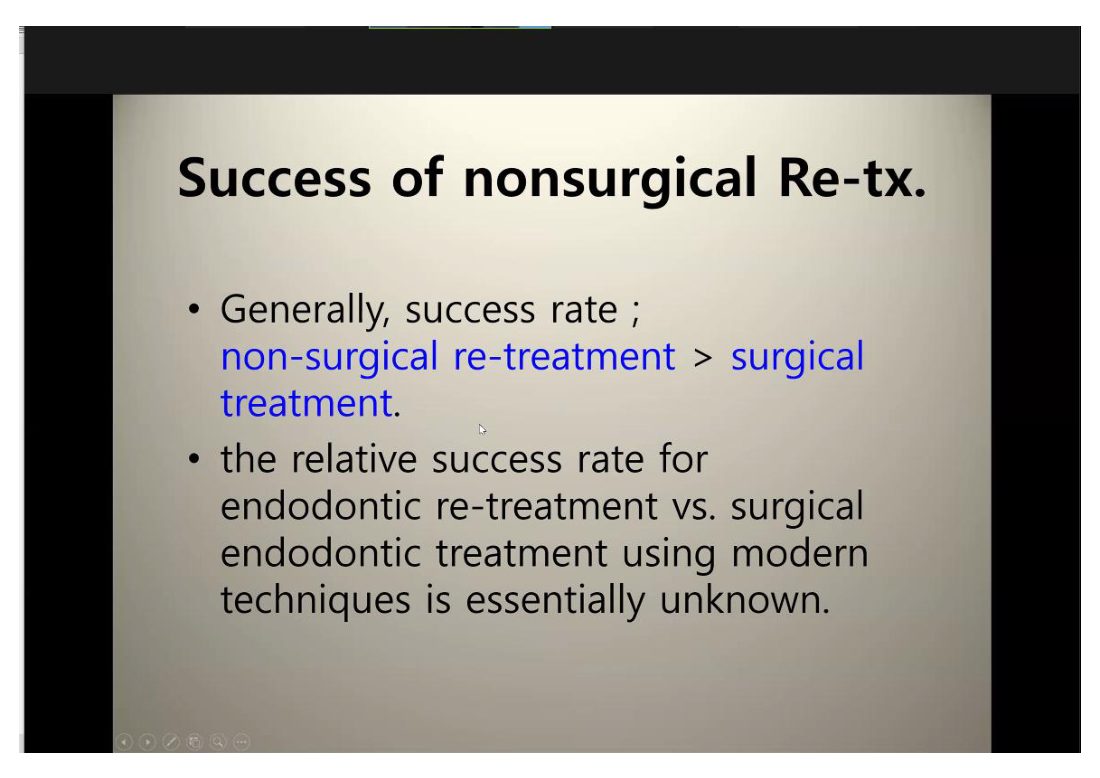 Success of nonsurgical Re-tx.
• Generally, success rate ;
non-surgical re-treatment > surgical
treatment.
• the relative success rate for
endodontic re-treatment vs. surgical
endodontic treatment using modern
techniques is essentially unknown.